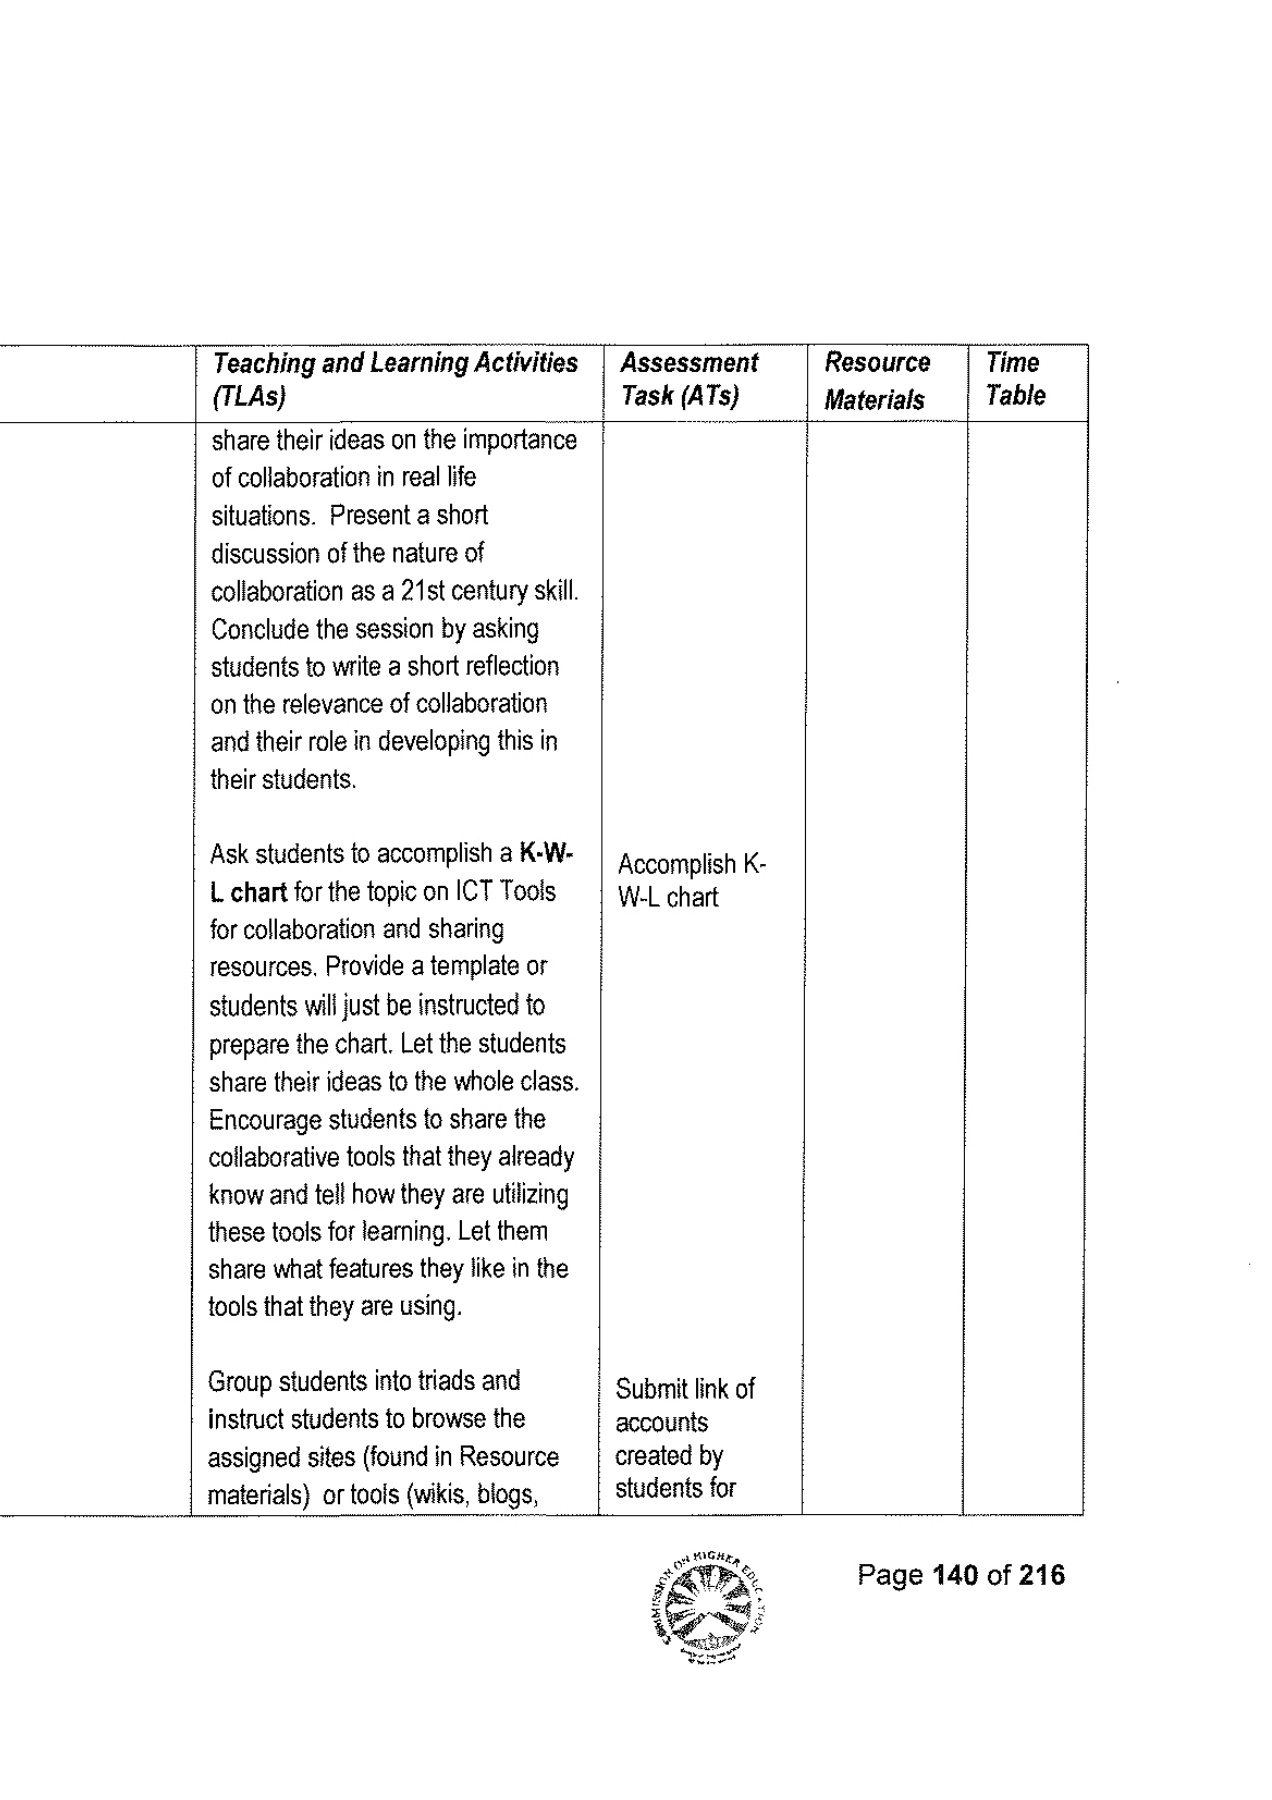 Teaching and Learning Activities
(TLAs)
Assessment
Task (ATs)
Resource
Materials
Time
Table
share their ideas on the importance
of collaboration in real life
situations.  Present a short
discussion of the nature of
collaboration as a 21st century skill.
Conclude the session by asking
students to write a short reflection
on the relevance of collaboration
and their role in developing this in
their students.
Ask students to accomplish a K-W-
L chart for the topic on ICT Tools
for collaboration and sharing
resources. Provide a template or
students will just be instructed to
prepare the chart. Let the students
share their ideas to the whole class.
Encourage students to share the
collaborative tools that they already
know and tell how they are utilizing
these tools for learning. Let them
share what features they like in the
tools that they are using.
Accomplish K-
W-L chart
Group students into triads and
instruct students to browse the
assigned sites (found in Resource
materials)  or tools (wikis, blogs,
Submit link of
accounts
created by
students for
COMMISSION ON HIGHER EDUCATION
Page 140 of 216